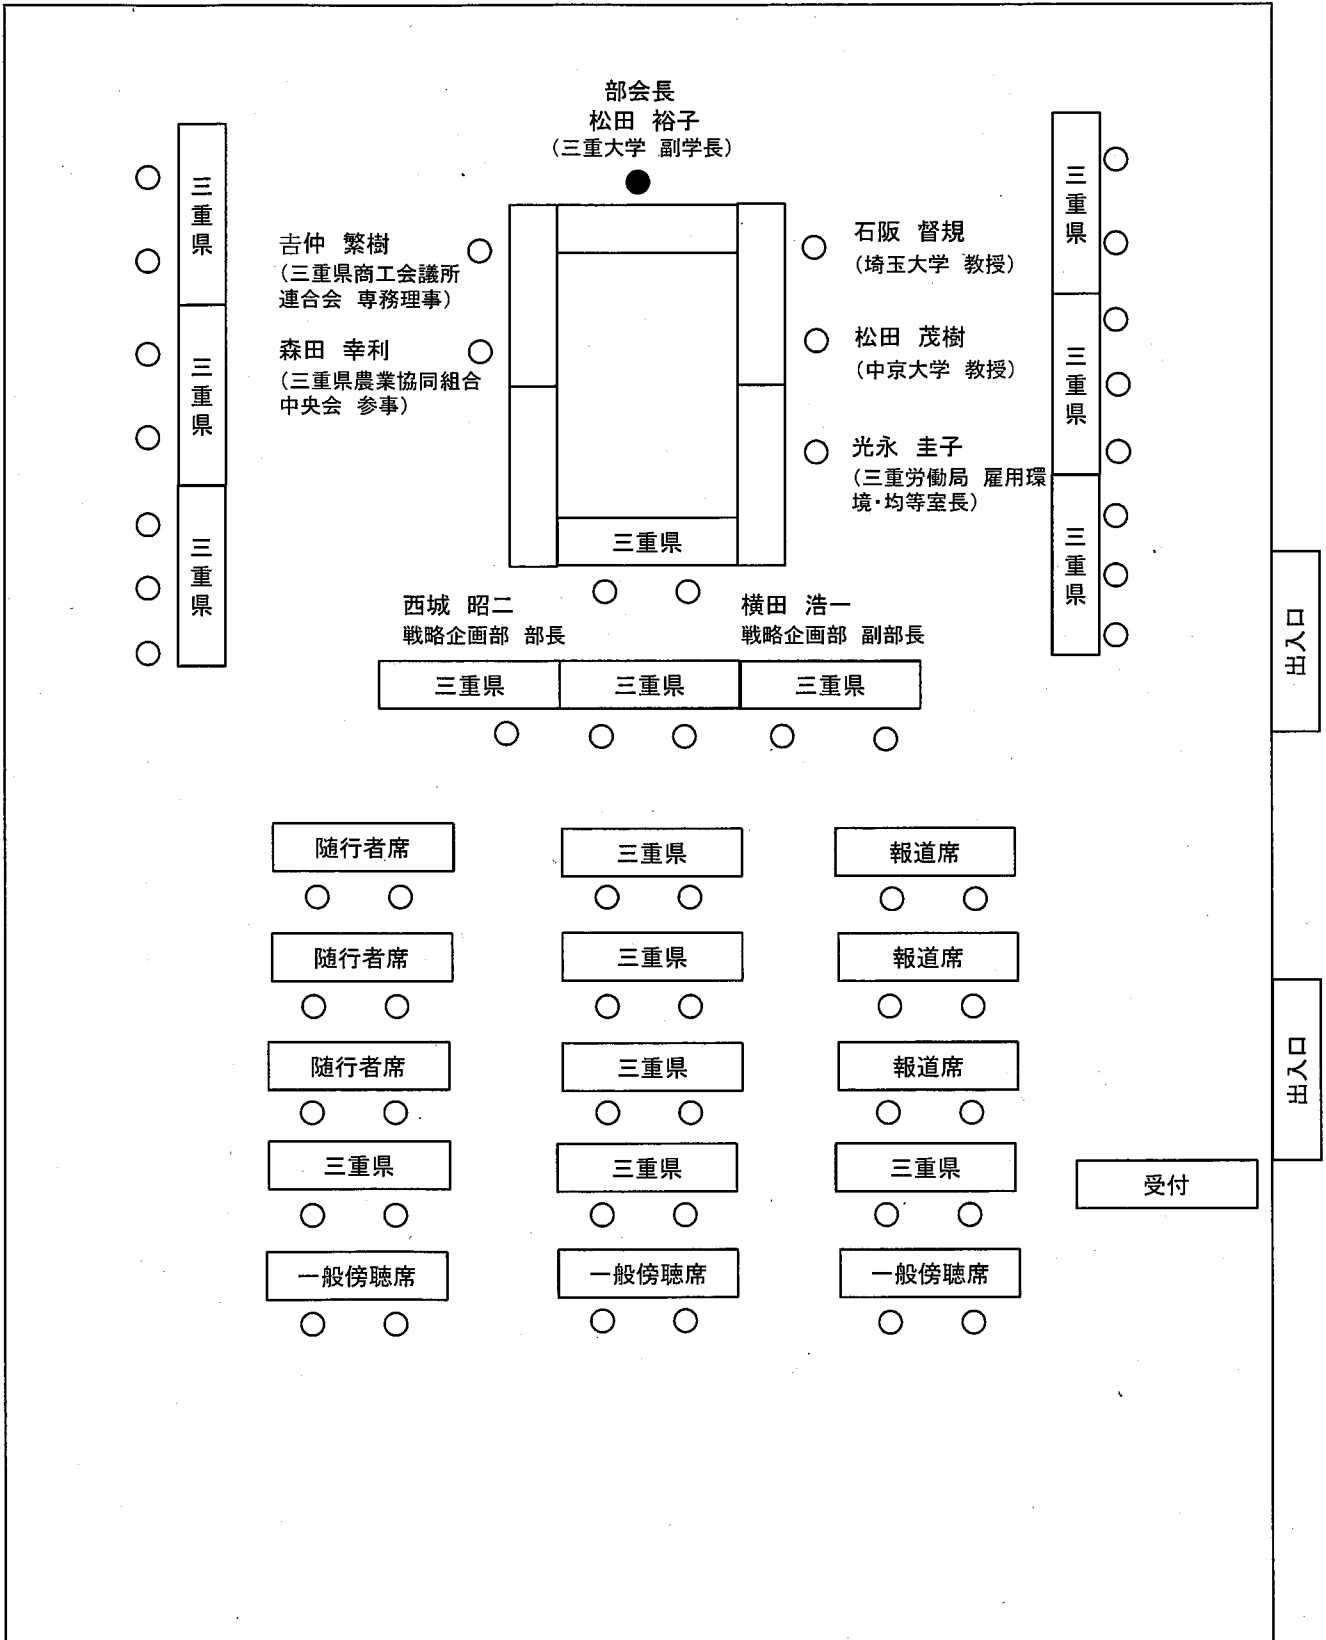 部会長
松田 裕子
（三重大学 副学長）
三重県
三重県
三重県
吉仲 繁樹
（三重県商工会議所
連合会 専務理事）
森田 幸利
（三重県農業協同組合
中央会 参事）
石阪 督規
（埼玉大学 教授）
松田 茂樹
（中京大学 教授）
光永 圭子
（三重労働局 雇用環
境・均等室長）
三重県
三重県
三重県
三重県
西城 昭二
戦略企画部 部長
横田 浩一
戦略企画部 副部長
三重県
三重県
三重県
出入口
随行者席
三重県
報道席
随行者席
三重県
報道席
随行者席
三重県
報道席
出入口
三重県
三重県
三重県
受付
一般傍聴席
一般傍聴席
一般傍聴席